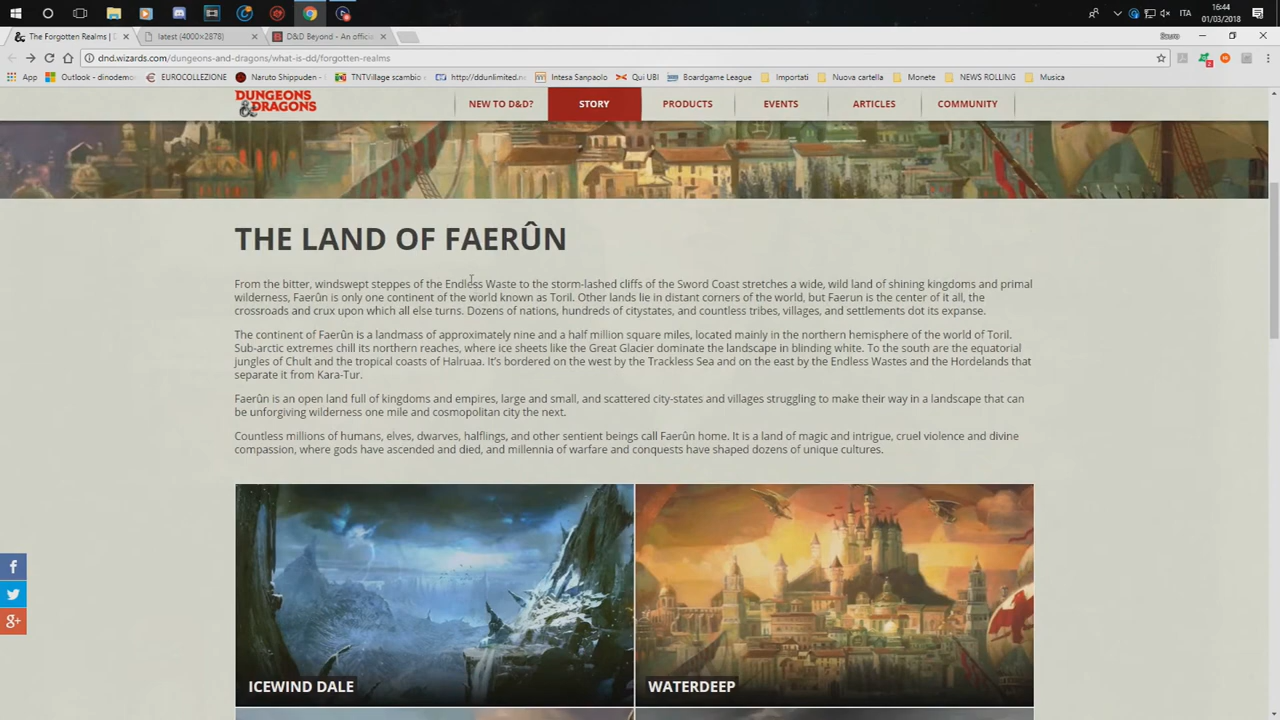 16:44
ITA
01/03/2018
The Forgotten Realms | D
latest (4000×2878)
D&D Beyond - An officia
dnd.wizards.com/dungeons-and-dragons/what-is-dd/forgotten-realms
App
Outlook - dinodemo
EUROCOLLEZIONE
Naruto Shippuden -
TNTVillage scambio e
http://ddunlimited.n
Intesa Sanpaolo
Qui UBI
Boardgame League
Importati
Nuova cartella
Monete
NEWS ROLLING
Musica
DUNGEONS & DRAGONS
NEW TO D&D?
STORY
PRODUCTS
EVENTS
ARTICLES
COMMUNITY
THE LAND OF FAERÛN
From the bitter, windswept steppes of the Endless Waste to the storm-lashed cliffs of the Sword Coast stretches a wide, wild land of shining kingdoms and primal
wilderness, Faerûn is only one continent of the world known as Toril. Other lands lie in distant corners of the world, but Faerun is the center of it all, the
crossroads and crux upon which all else turns. Dozens of nations, hundreds of citystates, and countless tribes, villages, and settlements dot its expanse.
The continent of Faerûn is a landmass of approximately nine and a half million square miles, located mainly in the northern hemisphere of the world of Toril.
Sub-arctic extremes chill its northern reaches, where ice sheets like the Great Glacier dominate the landscape in blinding white. To the south are the equatorial
jungles of Chult and the tropical coasts of Halruaa. It's bordered on the west by the Trackless Sea and on the east by the Endless Wastes and the Hordelands that
separate it from Kara-Tur.
Faerûn is an open land full of kingdoms and empires, large and small, and scattered city-states and villages struggling to make their way in a landscape that can
be unforgiving wilderness one mile and cosmopolitan city the next.
Countless millions of humans, elves, dwarves, halflings, and other sentient beings call Faerûn home. It is a land of magic and intrigue, cruel violence and divine
compassion, where gods have ascended and died, and millennia of warfare and conquests have shaped dozens of unique cultures.
ICEWIND DALE
WATERDEEP